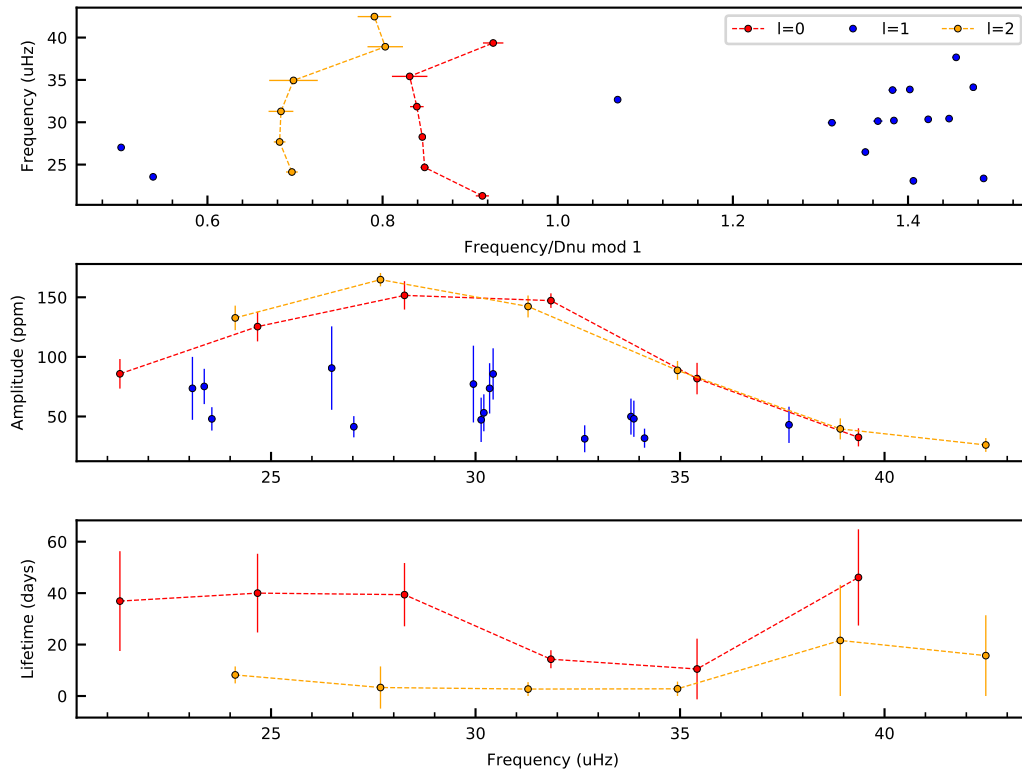 l=0 l=1 l=2
Frequency (uHz)
40
35
30
25
0.6 0.8 1.0 1.2 1.4
Frequency/Dnu mod 1
Amplitude (ppm)
150
100
50
25 30 35 40
Lifetime (days)
60
40
20
0
25 30 35 40
Frequency (uHz)